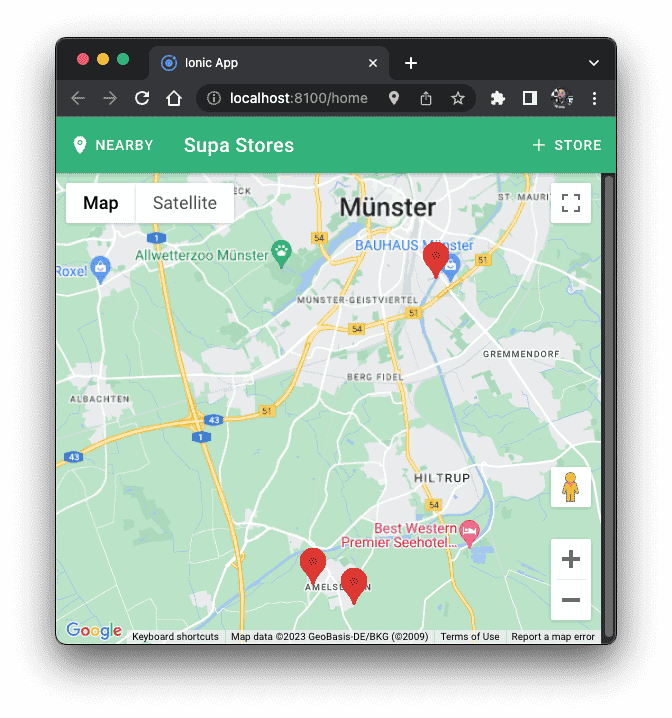 Ionic App
localhost:8100/home
NEARBY
Supa Stores
STORE
Map
Satellite
ECK
ST. MAURI
Münster
1
54
BAUHAUS Münster
Allwetterzoo Münster
51
Roxel
MÜNSTER-GEISTVIERTEL
51
54
GREMMENDORF
BERG FIDEL
ALBACHTEN
51
43
1
43
HILTRUP
54
Best Western
Premier Seehotel...
Google
Keyboard shortcuts
Map data ©2023 GeoBasis-DE/BKG (©2009)
Terms of Use
Report a map error